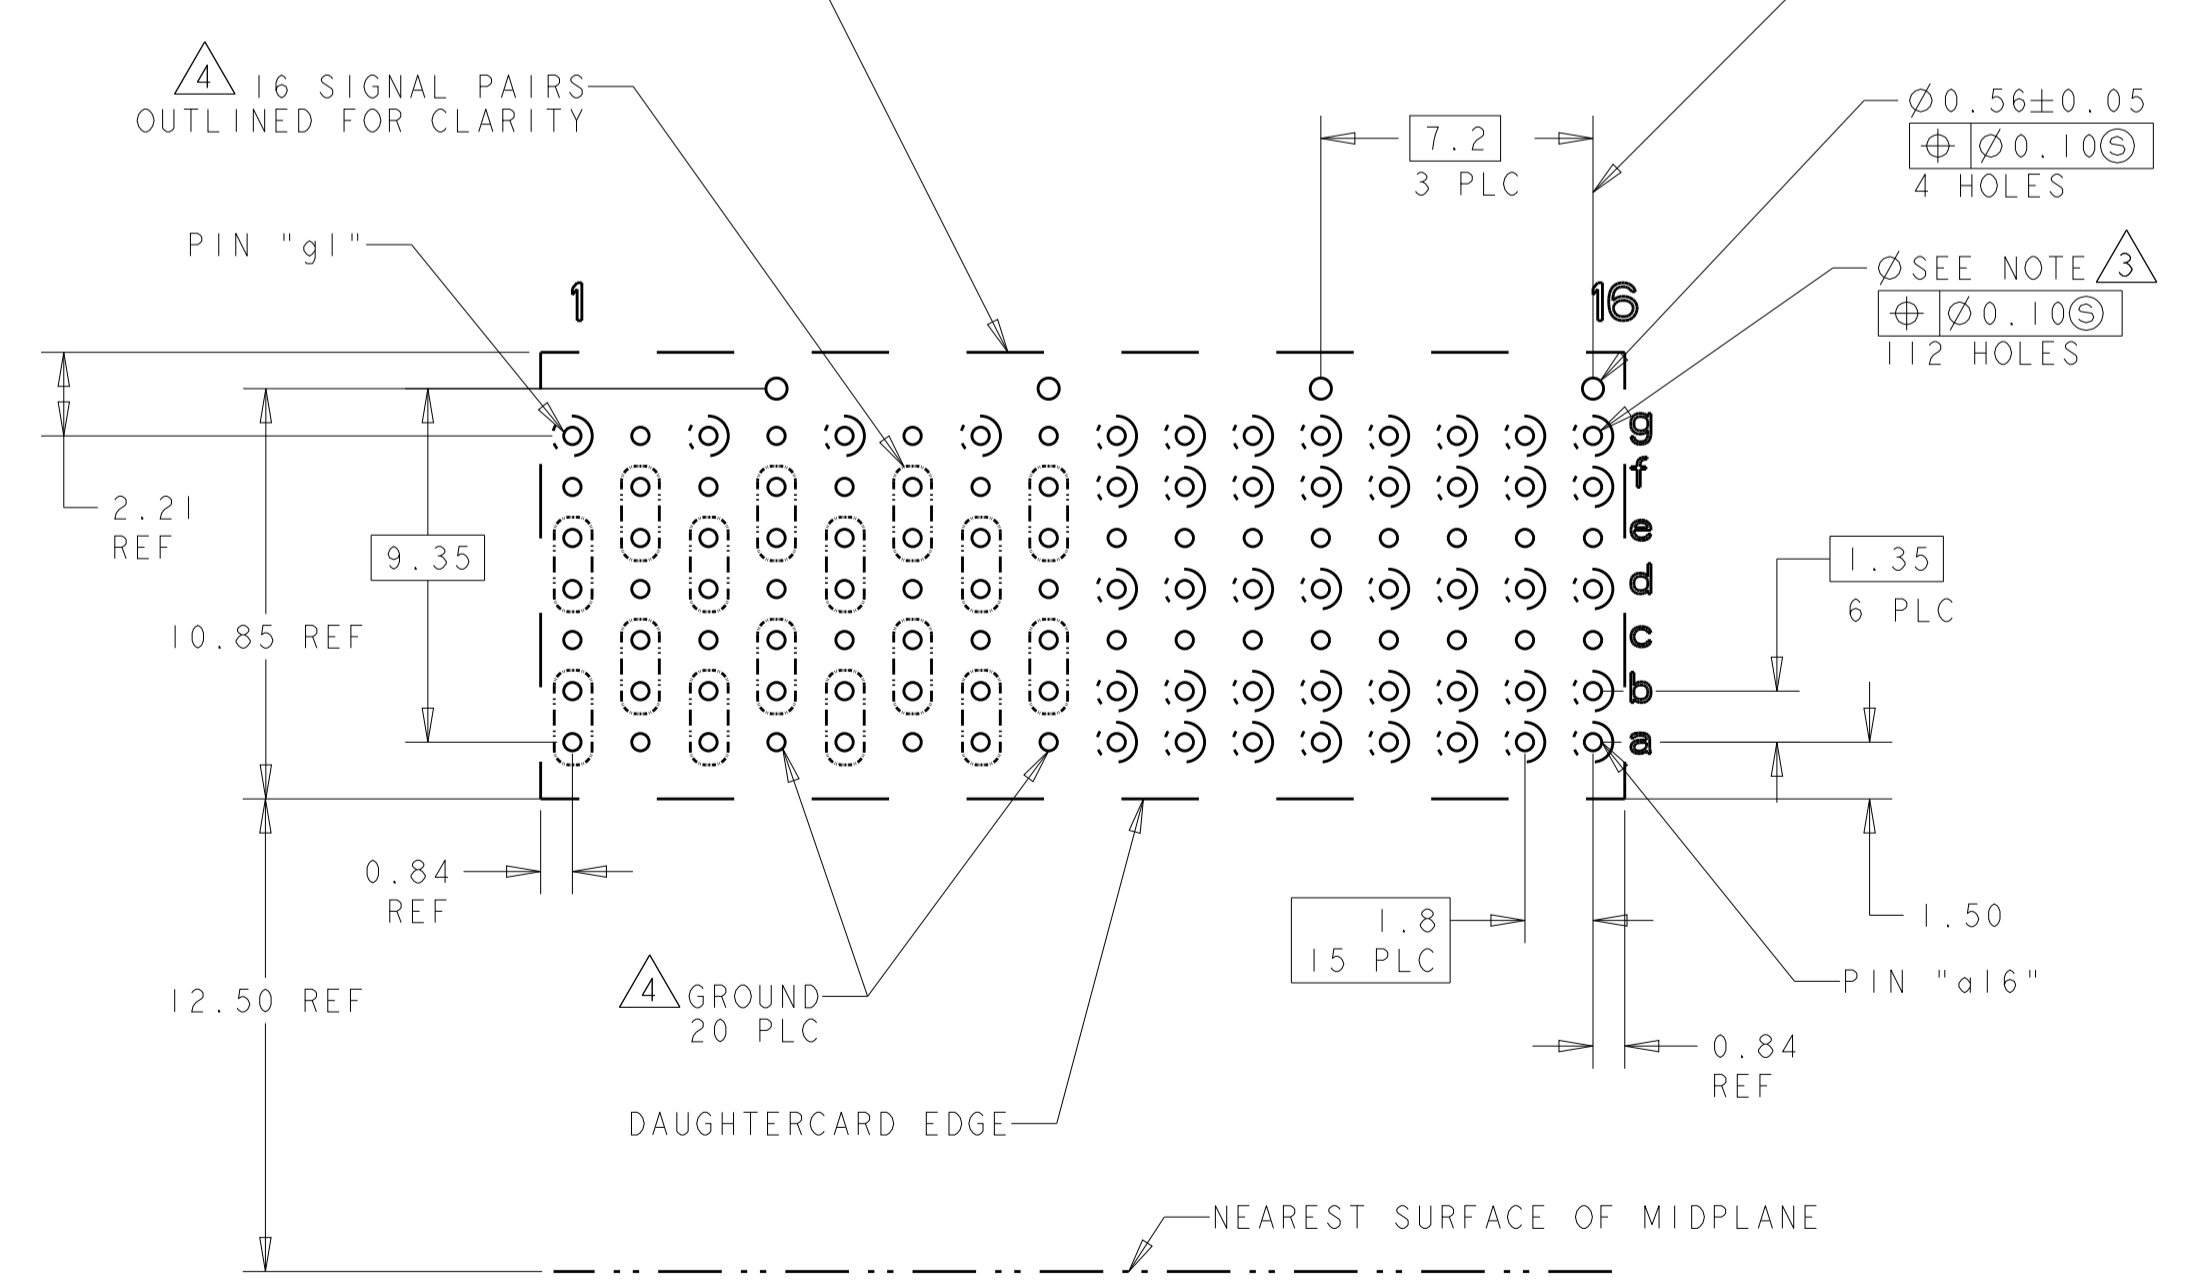 4 16 SIGNAL PAIRS
OUTLINED FOR CLARITY
7.2
3 PLC
Ø0.56±0.05
⌖ Ø0.10Ⓢ
4 HOLES
PIN "g1"
ØSEE NOTE 3
⌖ Ø0.10Ⓢ
112 HOLES
1
16
g
f
e
d
c
b
a
2.21
REF
9.35
1.35
6 PLC
10.85 REF
0.84
REF
1.8
15 PLC
1.50
PIN "a16"
4 GROUND
20 PLC
12.50 REF
0.84
REF
DAUGHTERCARD EDGE
NEAREST SURFACE OF MIDPLANE